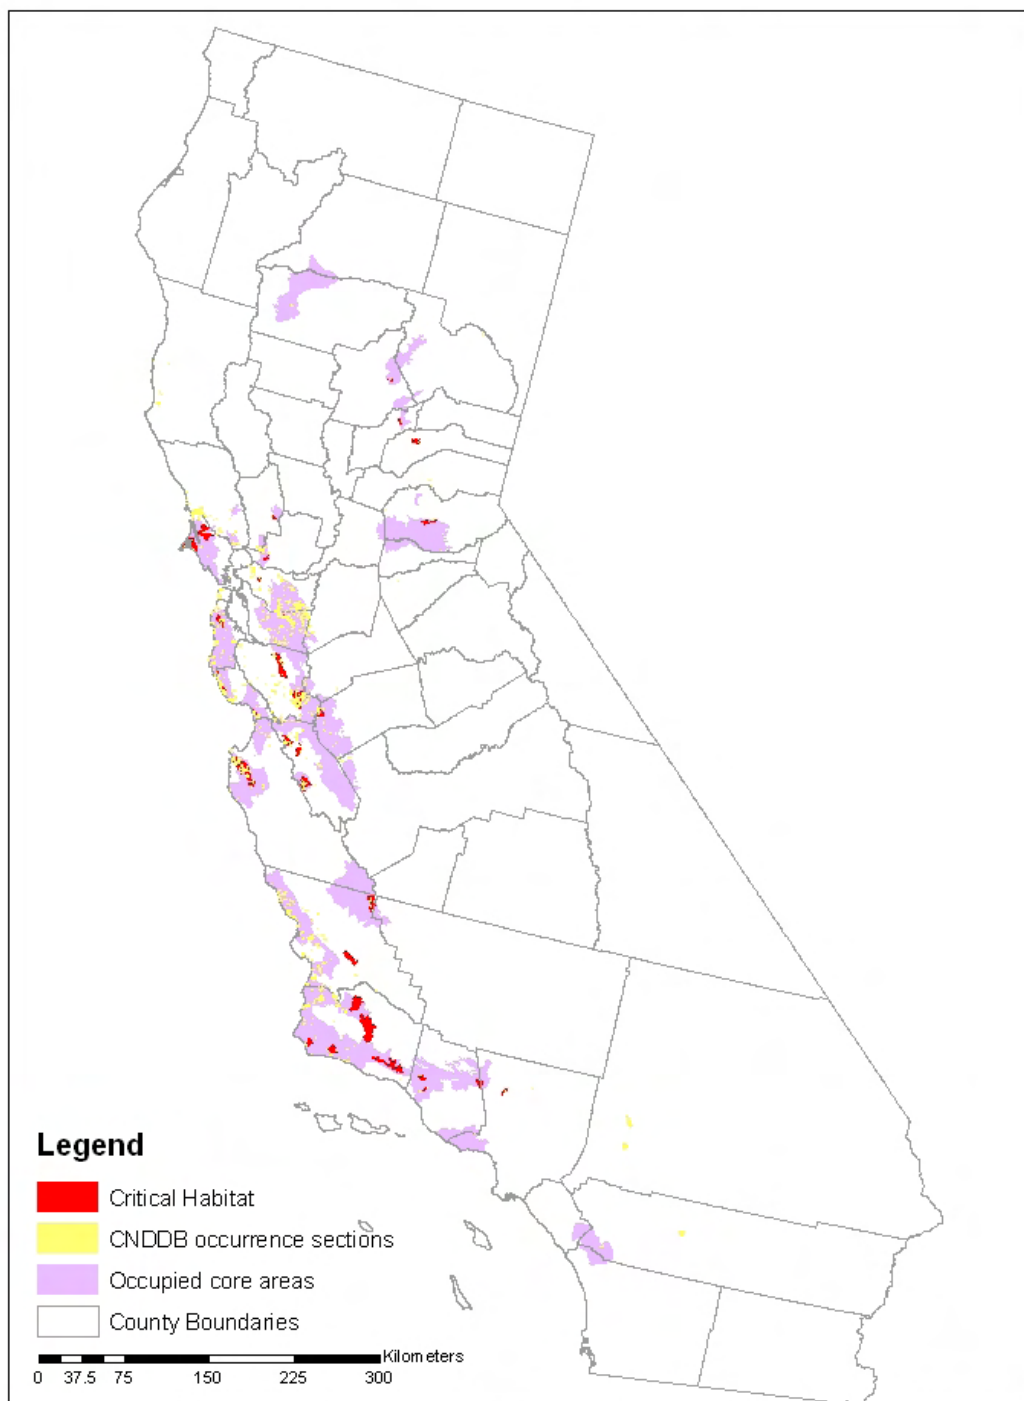 Legend
Critical Habitat
CNDDB occurrence sections
Occupied core areas
County Boundaries
Kilometers
0 37.5 75 150 225 300